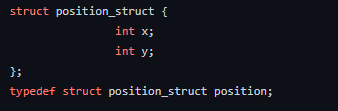 struct position_struct {
                int x;
                int y;
};
typedef struct position_struct position;